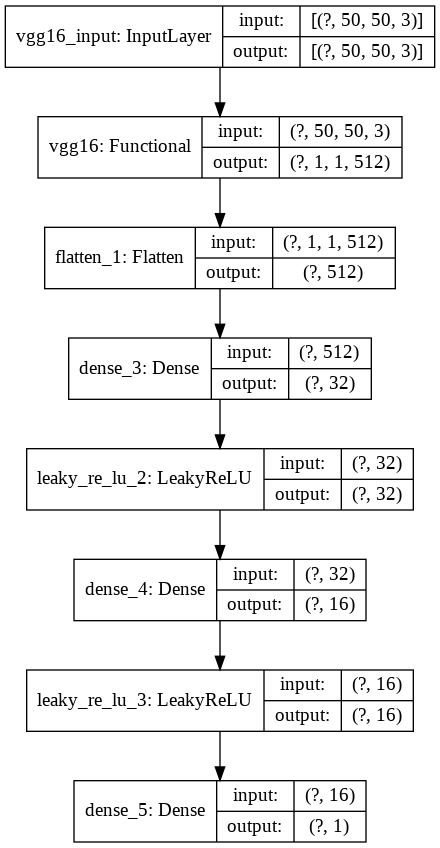 vgg16_input: InputLayer
input: [(?, 50, 50, 3)]
output: [(?, 50, 50, 3)]
vgg16: Functional
input: (?, 50, 50, 3)
output: (?, 1, 1, 512)
flatten_1: Flatten
input: (?, 1, 1, 512)
output: (?, 512)
dense_3: Dense
input: (?, 512)
output: (?, 32)
leaky_re_lu_2: LeakyReLU
input: (?, 32)
output: (?, 32)
dense_4: Dense
input: (?, 32)
output: (?, 16)
leaky_re_lu_3: LeakyReLU
input: (?, 16)
output: (?, 16)
dense_5: Dense
input: (?, 16)
output: (?, 1)